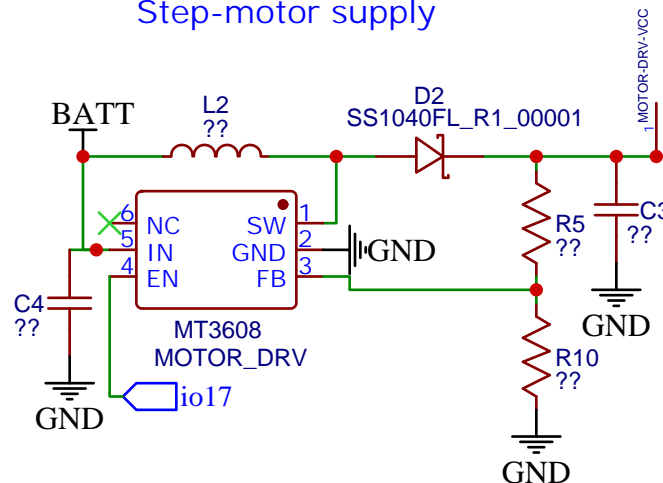 Step-motor supply
MOTOR-DRV-VCC
1
D2
SS1040FL_R1_00001
L2
??
BATT
6 NC SW 1
5 IN GND 2
4 EN FB 3
GND
R5
??
C3
??
C4
??
MT3608
MOTOR_DRV
GND
R10
??
io17
GND
GND